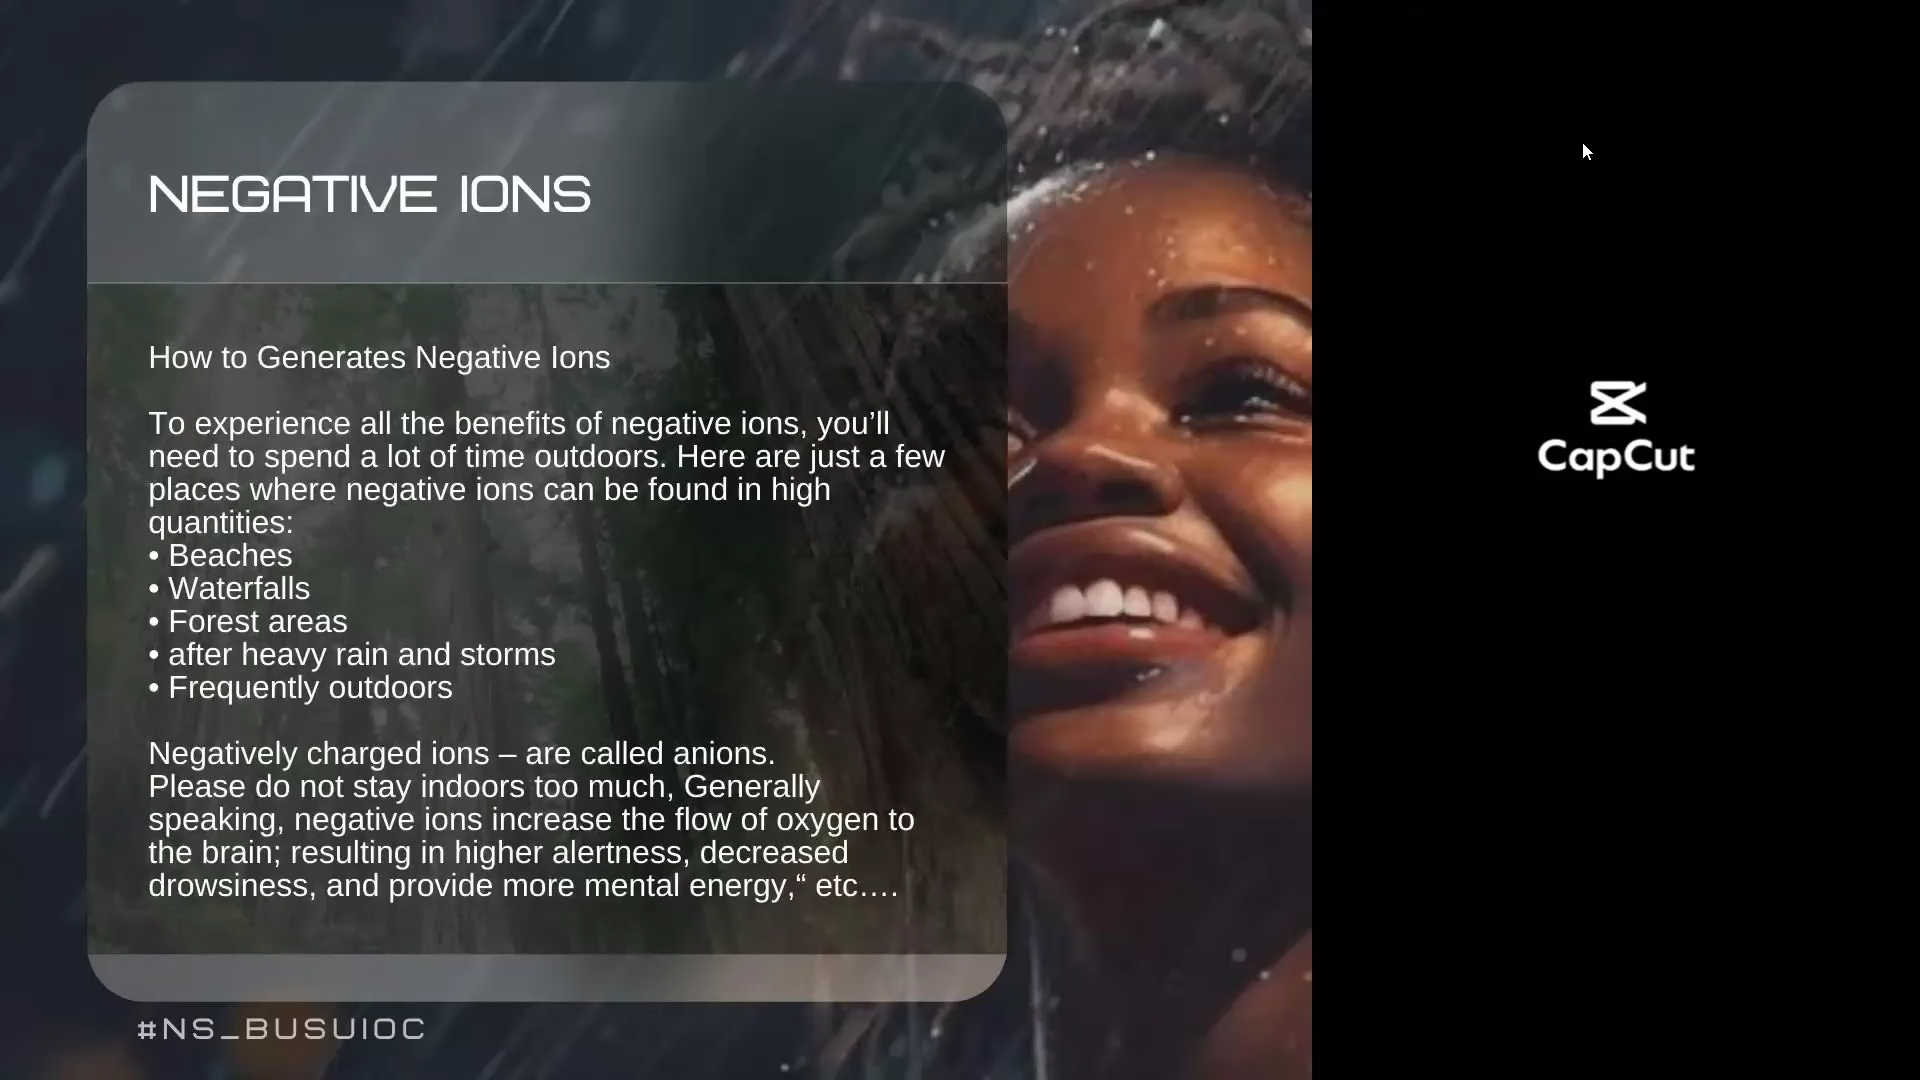 NEGATIVE IONS
How to Generates Negative Ions
To experience all the benefits of negative ions, you’ll
need to spend a lot of time outdoors. Here are just a few
places where negative ions can be found in high
quantities:
• Beaches
• Waterfalls
• Forest areas
• after heavy rain and storms
• Frequently outdoors
Negatively charged ions – are called anions.
Please do not stay indoors too much, Generally
speaking, negative ions increase the flow of oxygen to
the brain; resulting in higher alertness, decreased
drowsiness, and provide more mental energy,“ etc….
#NS_BUSUIOC
CapCut